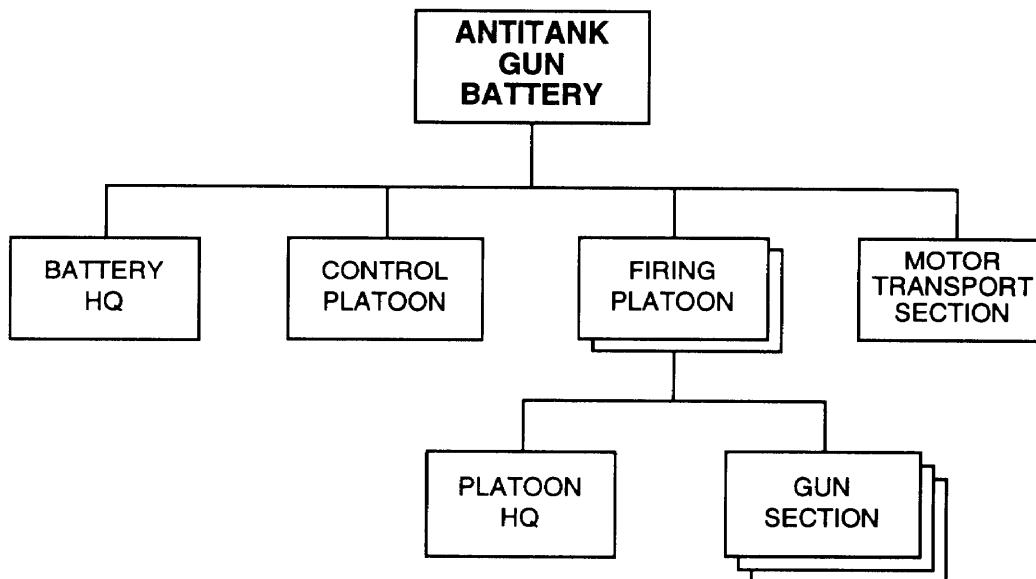 ANTITANK
GUN
BATTERY
BATTERY
HQ
CONTROL
PLATOON
FIRING
PLATOON
MOTOR
TRANSPORT
SECTION
PLATOON
HQ
GUN
SECTION